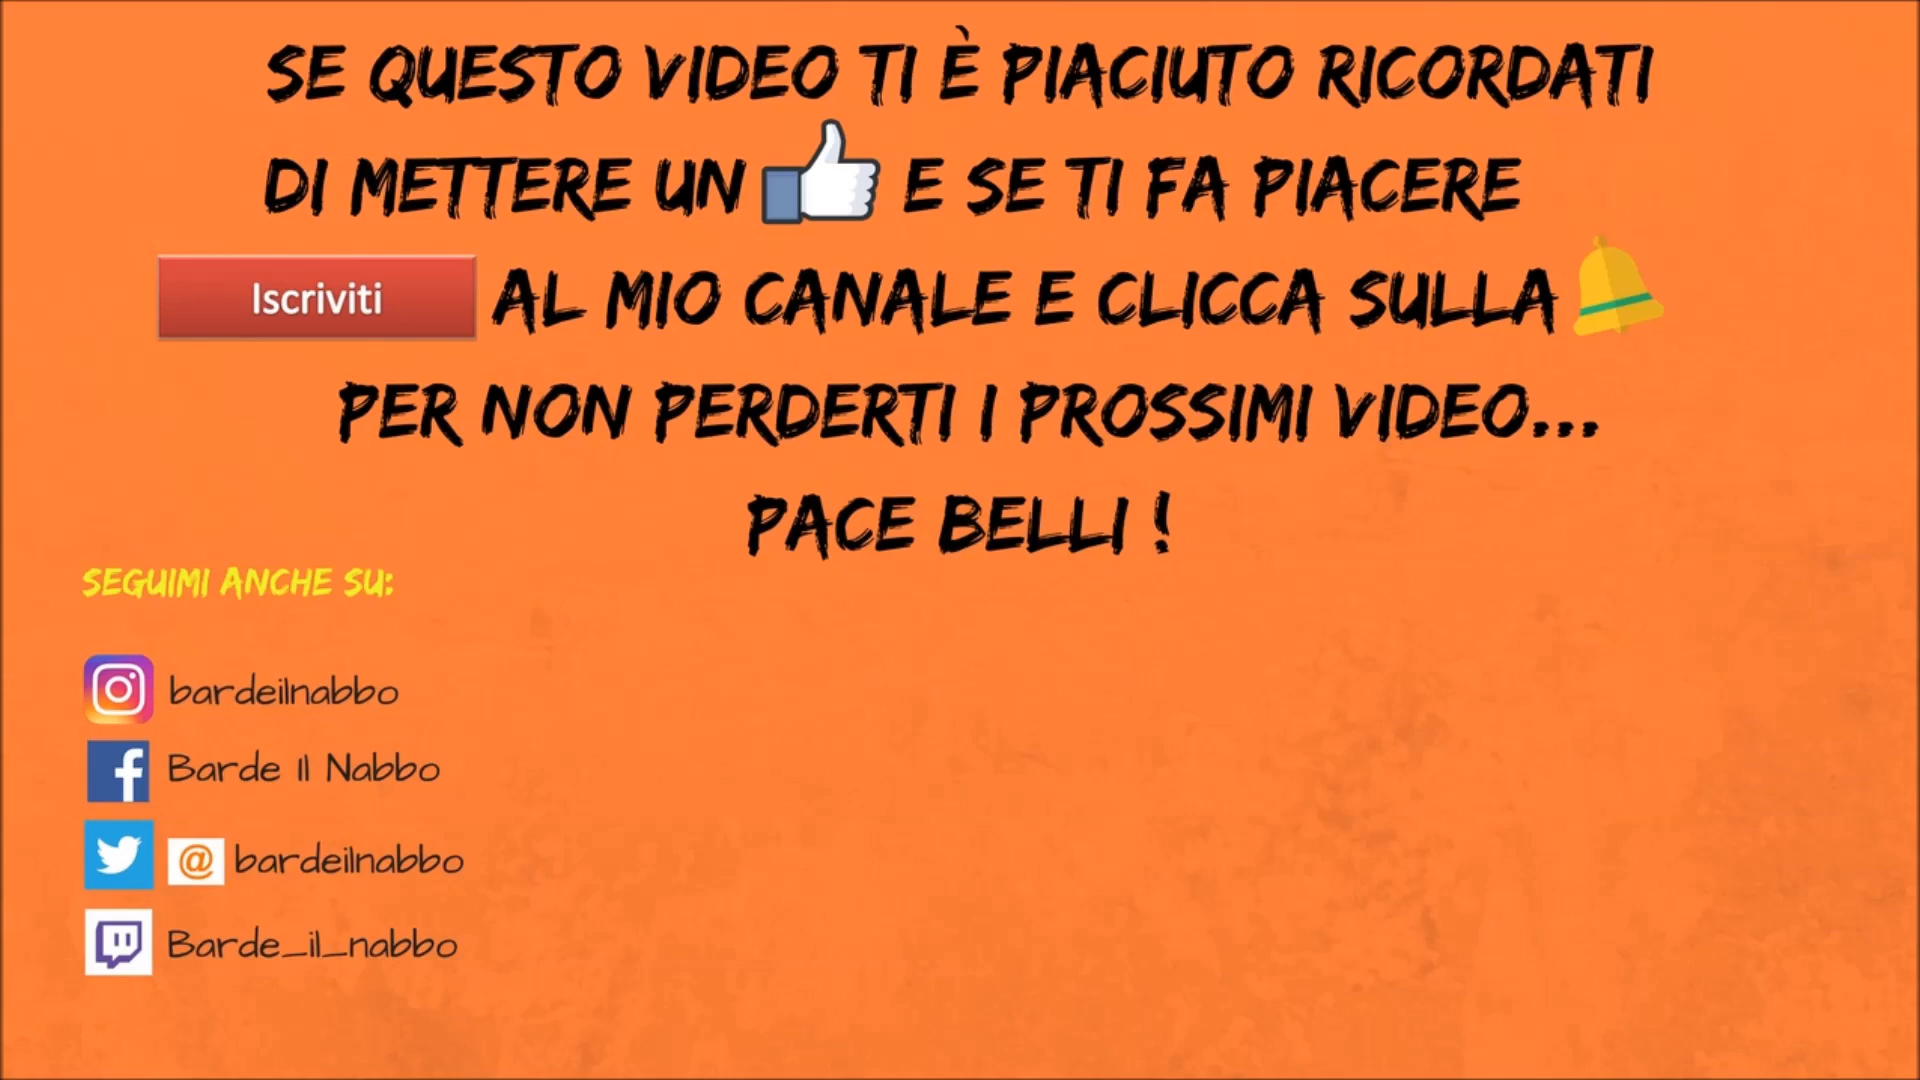 SE QUESTO VIDEO TI È PIACIUTO RICORDATI
DI METTERE UN E SE TI FA PIACERE
Iscriviti AL MIO CANALE E CLICCA SULLA
PER NON PERDERTI I PROSSIMI VIDEO...
PACE BELLI !
SEGUIMI ANCHE SU:
bardeilnabbo
Barde Il Nabbo
@ bardeilnabbo
Barde_il_nabbo